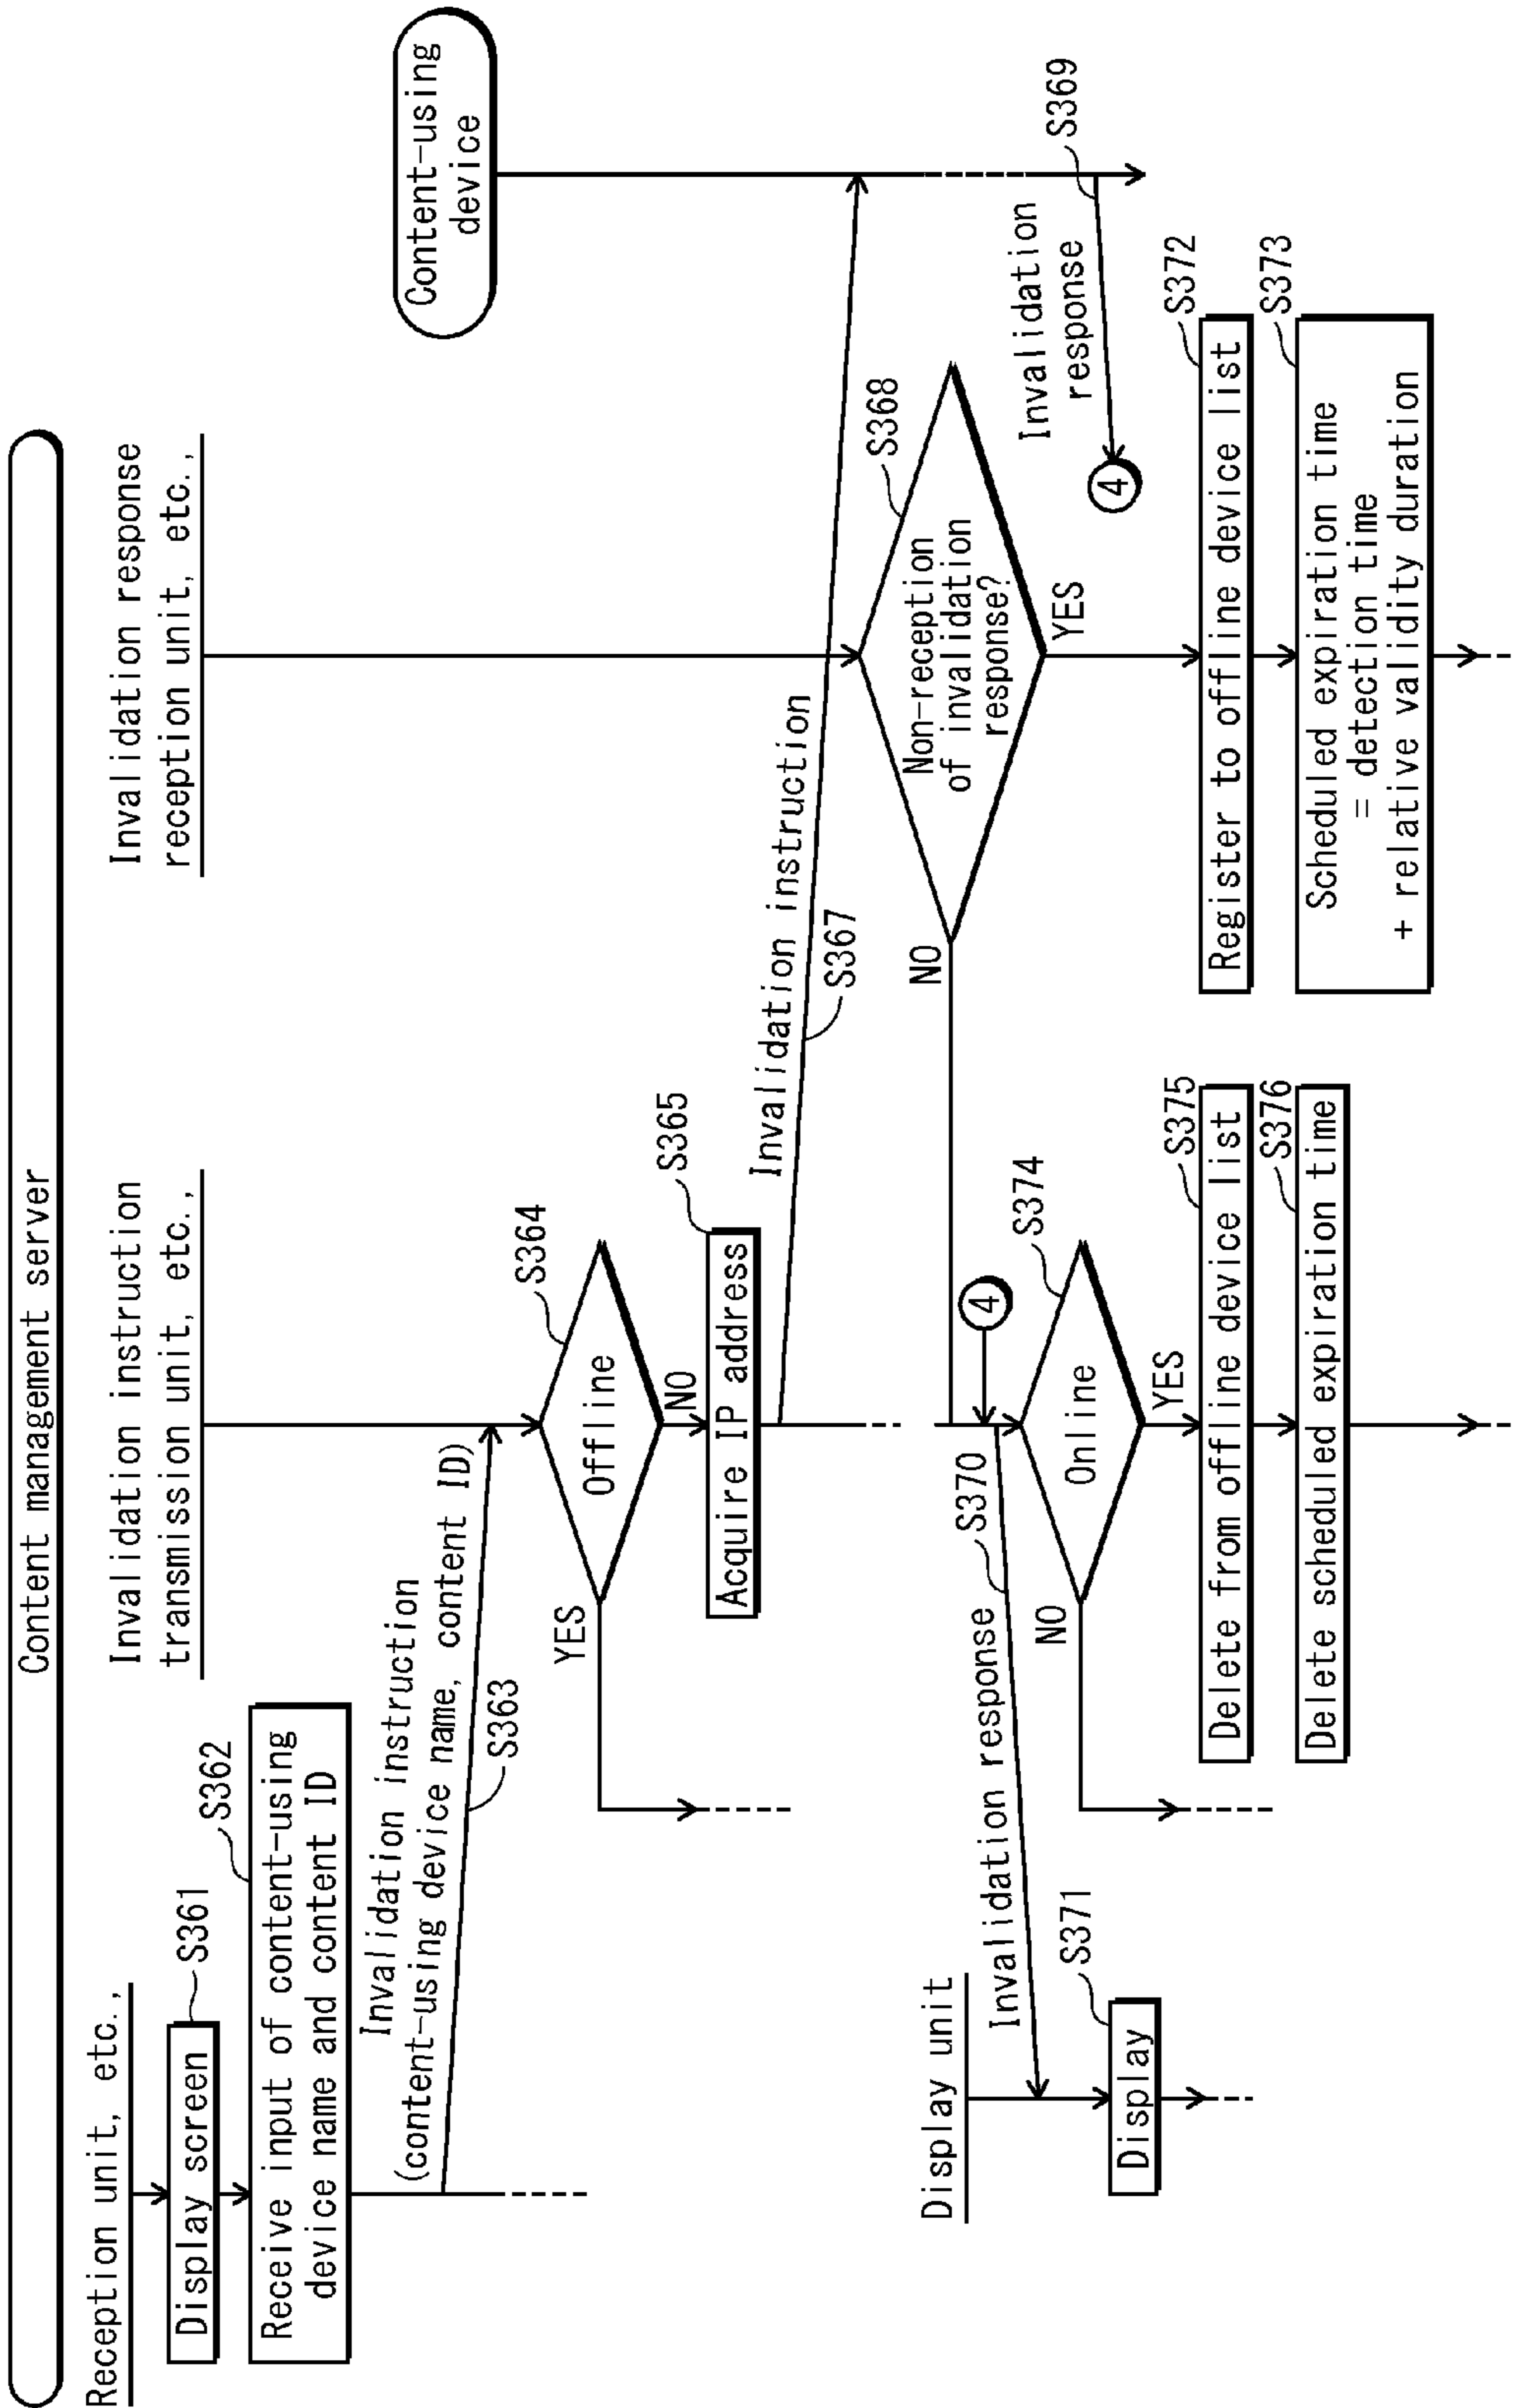 Content management server
Reception unit, etc.,
Display screen
S361
Receive input of content-using
device name and content ID
S362
Invalidation instruction
(content-using device name, content ID)
S363
Invalidation instruction
transmission unit, etc.,
Offline
S364
YES
NO
Acquire IP address
S365
Invalidation instruction
S367
Invalidation response
reception unit, etc.,
Non-reception
of invalidation
response?
S368
NO
YES
Content-using
device
Invalidation
response
S369
4
Display unit
Invalidation response
S370
Display
S371
4
Online
S374
NO
YES
Delete from offline device list
S375
Delete scheduled expiration time
S376
Register to offline device list
S372
Scheduled expiration time
= detection time
+ relative validity duration
S373